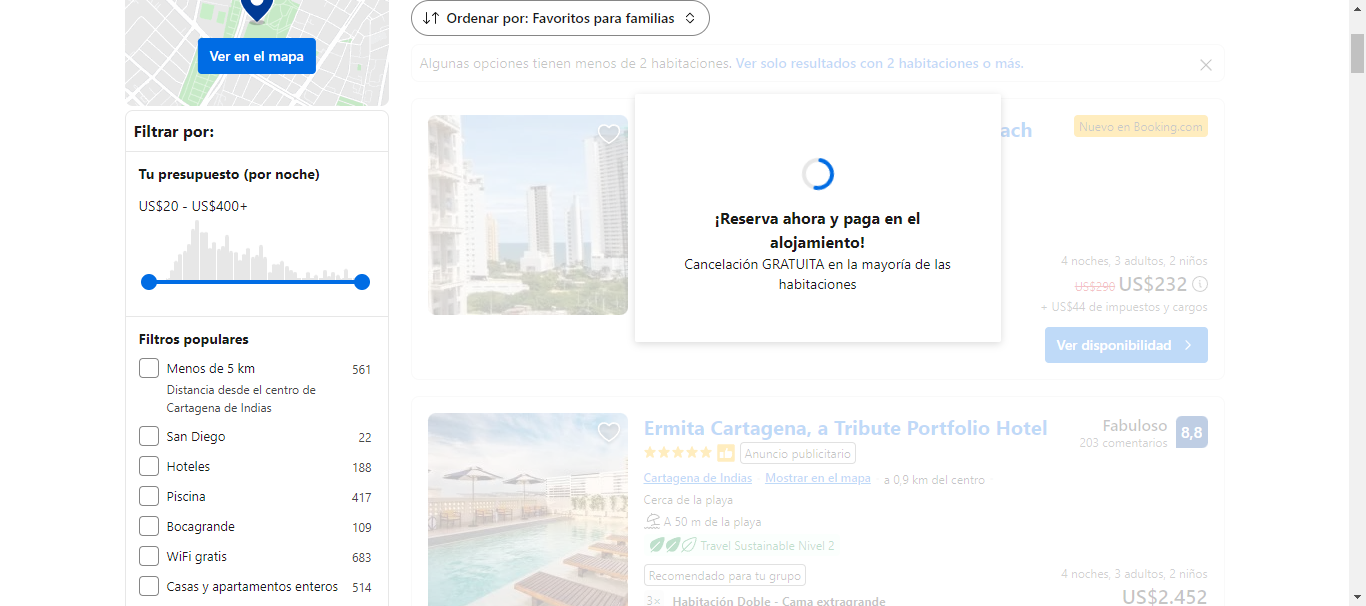 Ver en el mapa
Filtrar por:
Tu presupuesto (por noche)
US$20 - US$400+
Filtros populares
Menos de 5 km 561
Distancia desde el centro de
Cartagena de Indias
San Diego 22
Hoteles 188
Piscina 417
Bocagrande 109
WiFi gratis 683
Casas y apartamentos enteros 514
Ordenar por: Favoritos para familias
Algunas opciones tienen menos de 2 habitaciones. Ver solo resultados con 2 habitaciones o más.
ach
Nuevo en Booking.com
¡Reserva ahora y paga en el
alojamiento!
Cancelación GRATUITA en la mayoría de las
habitaciones
4 noches, 3 adultos, 2 niños
US$290 US$232
+ US$44 de impuestos y cargos
Ver disponibilidad
Ermita Cartagena, a Tribute Portfolio Hotel
Anuncio publicitario
Fabuloso 8,8
203 comentarios
Cartagena de Indias Mostrar en el mapa a 0,9 km del centro
Cerca de la playa
A 50 m de la playa
Travel Sustainable Nivel 2
Recomendado para tu grupo
3× Habitación Doble - Cama extragrande
4 noches, 3 adultos, 2 niños
US$2.452